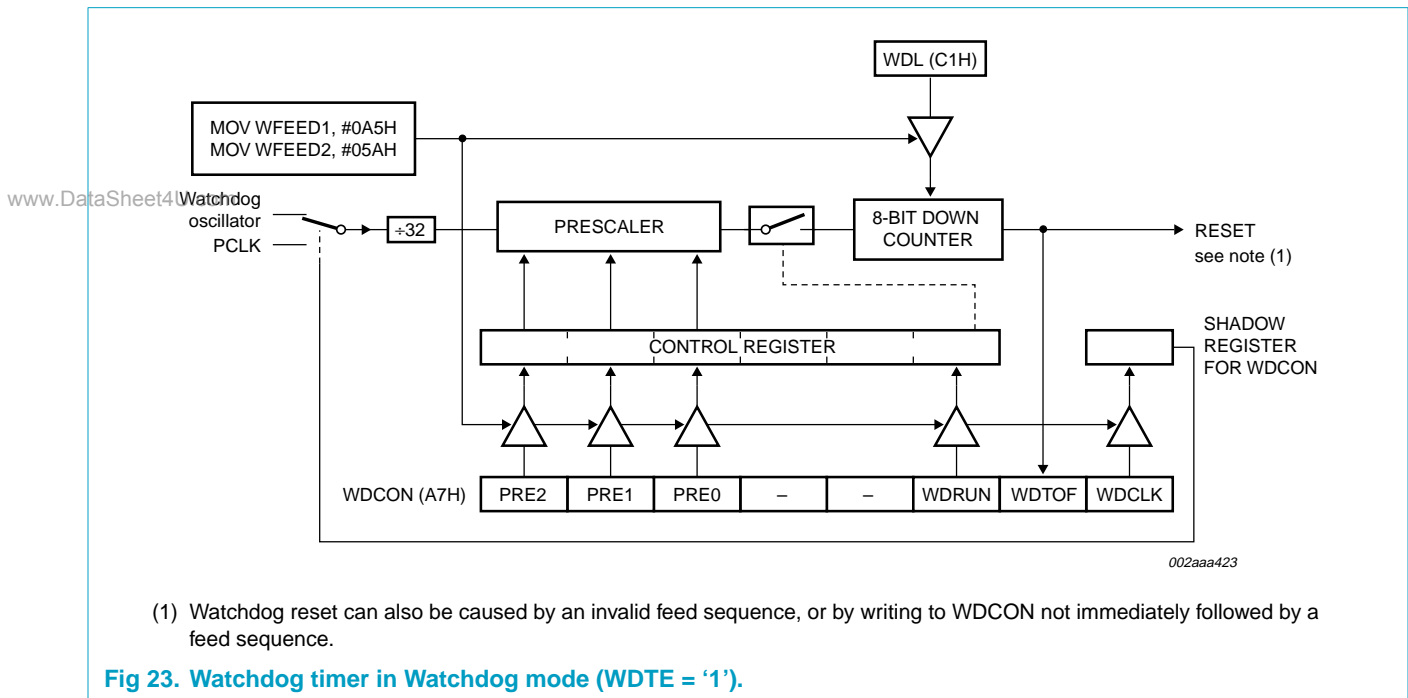 WDL (C1H)
MOV WFEED1, #0A5H
MOV WFEED2, #05AH
www.DataSheet4U.com
Watchdog
oscillator
PCLK
÷32
PRESCALER
8-BIT DOWN
COUNTER
RESET
see note (1)
CONTROL REGISTER
SHADOW
REGISTER
FOR WDCON
WDCON (A7H) PRE2 PRE1 PRE0 – – WDRUN WDTOF WDCLK
002aaa423
(1) Watchdog reset can also be caused by an invalid feed sequence, or by writing to WDCON not immediately followed by a
feed sequence.
Fig 23. Watchdog timer in Watchdog mode (WDTE = ‘1’).